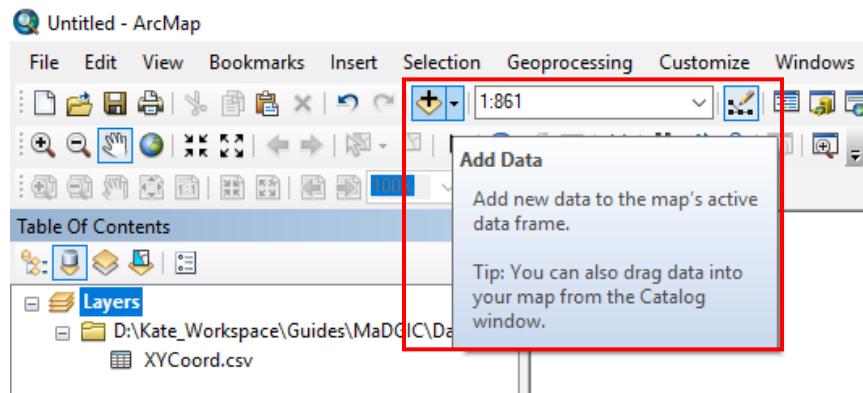 Untitled - ArcMap
File Edit View Bookmarks Insert Selection Geoprocessing Customize Windows
1:861
100%
Add Data
Add new data to the map's active
data frame.
Tip: You can also drag data into
your map from the Catalog
window.
Table Of Contents
Layers
D:\Kate_Workspace\Guides\MaDGIC\Da
XYCoord.csv